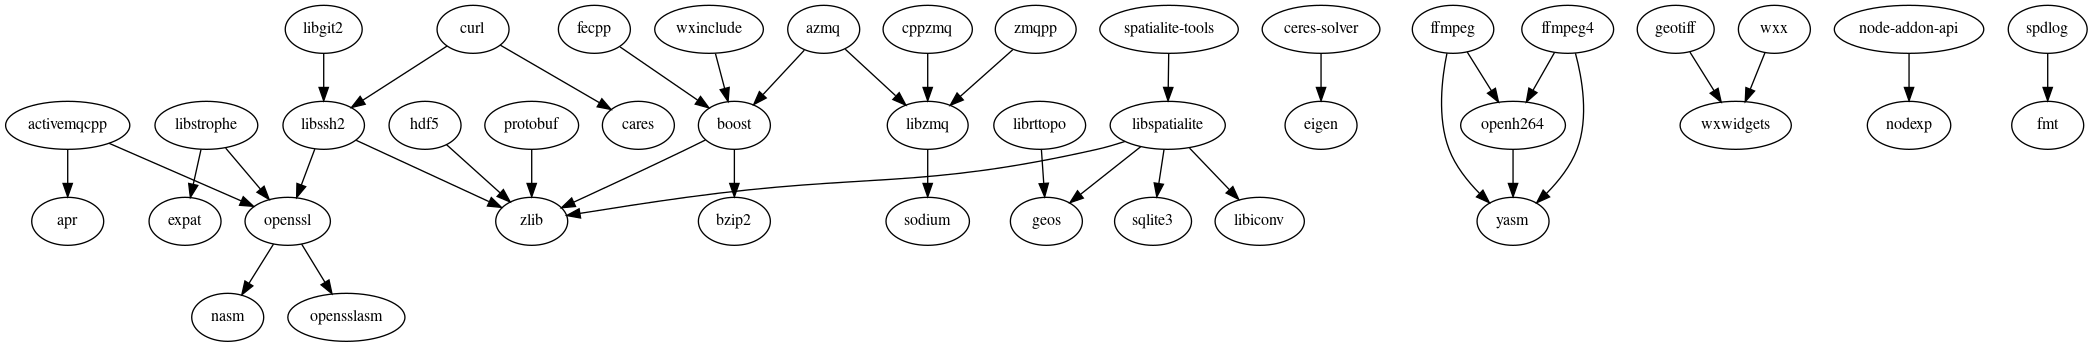 libgit2
curl
fecpp
wxinclude
azmq
cppzmq
zmqpp
spatialite-tools
ceres-solver
ffmpeg
ffmpeg4
geotiff
wxx
node-addon-api
spdlog
activemqcpp
libstrophe
libssh2
hdf5
protobuf
cares
boost
libzmq
librttopo
libspatialite
eigen
openh264
wxwidgets
nodexp
fmt
apr
expat
openssl
zlib
bzip2
sodium
geos
sqlite3
libiconv
yasm
nasm
opensslasm